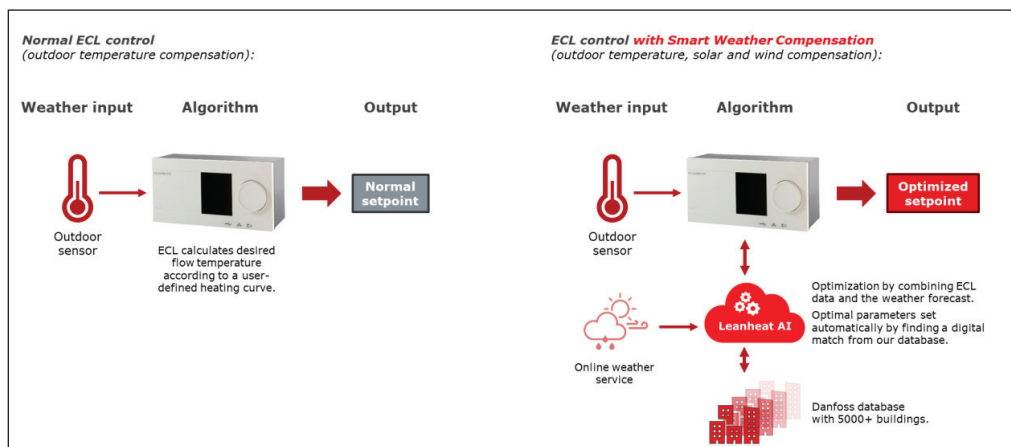 Normal ECL control
(outdoor temperature compensation):
Weather input
Algorithm
Output
Outdoor
sensor
ECL calculates desired
flow temperature
according to a user-
defined heating curve.
Normal
setpoint
ECL control with Smart Weather Compensation
(outdoor temperature, solar and wind compensation):
Weather input
Algorithm
Output
Outdoor
sensor
Optimized
setpoint
Online weather
service
Leanheat AI
Optimization by combining ECL
data and the weather forecast.
Optimal parameters set
automatically by finding a digital
match from our database.
Danfoss database
with 5000+ buildings.